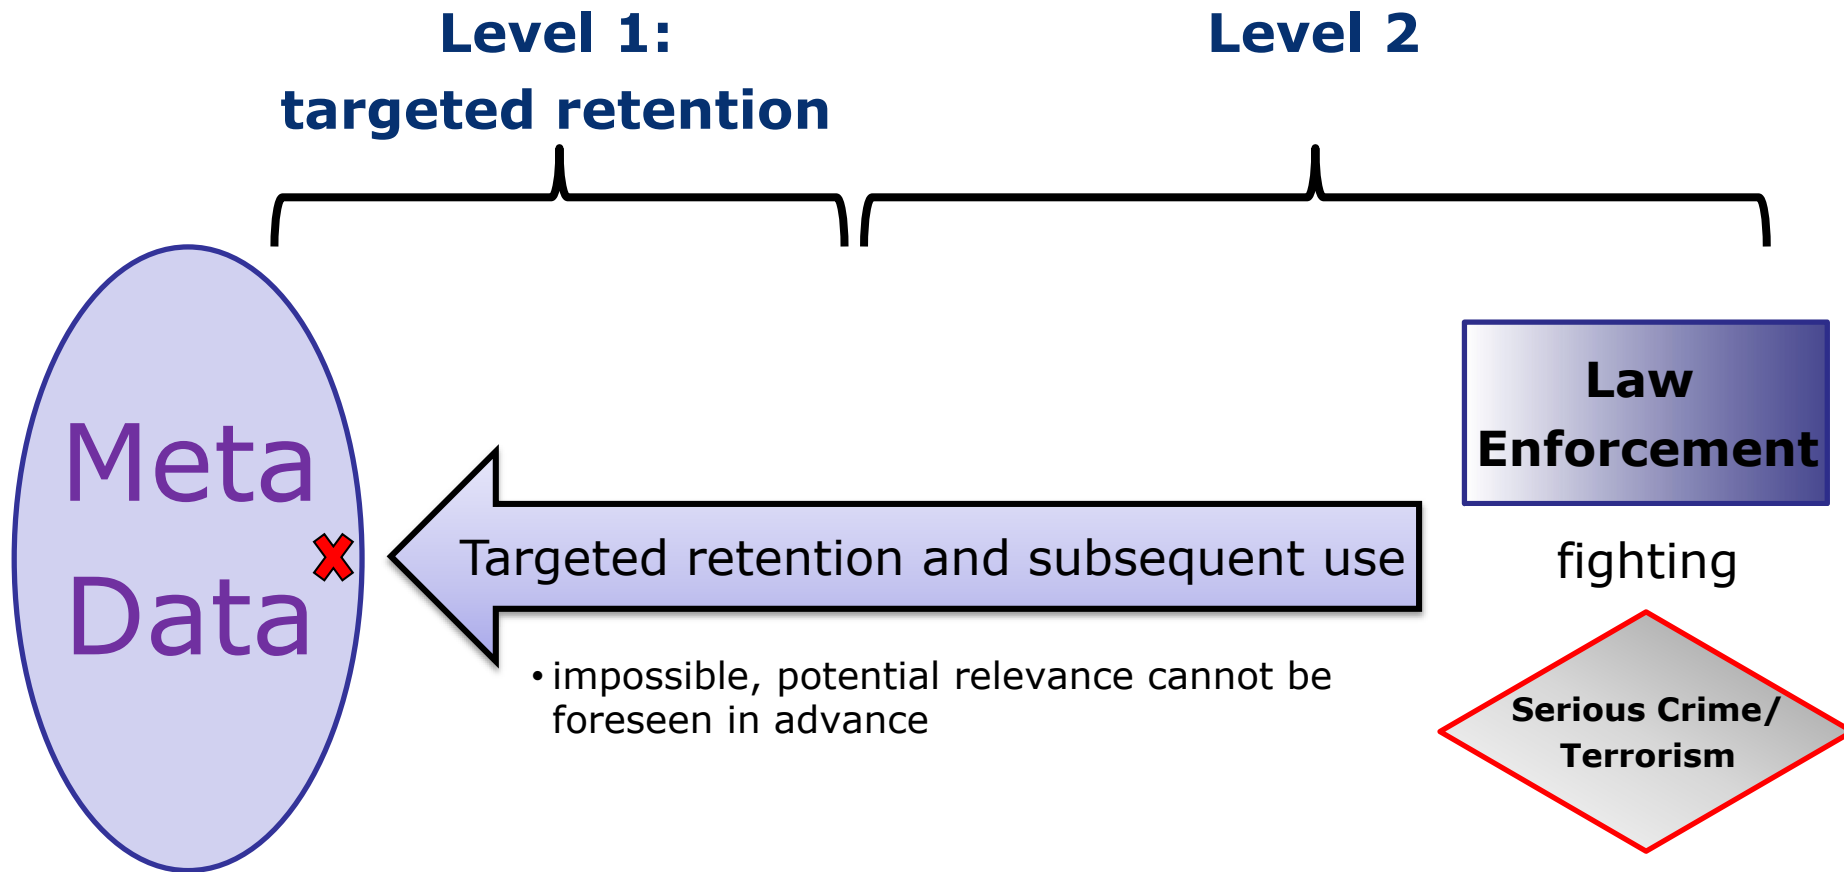 Level 1:
targeted retention
Level 2
Meta
Data
Targeted retention and subsequent use
• impossible, potential relevance cannot be
foreseen in advance
Law
Enforcement
fighting
Serious Crime/
Terrorism